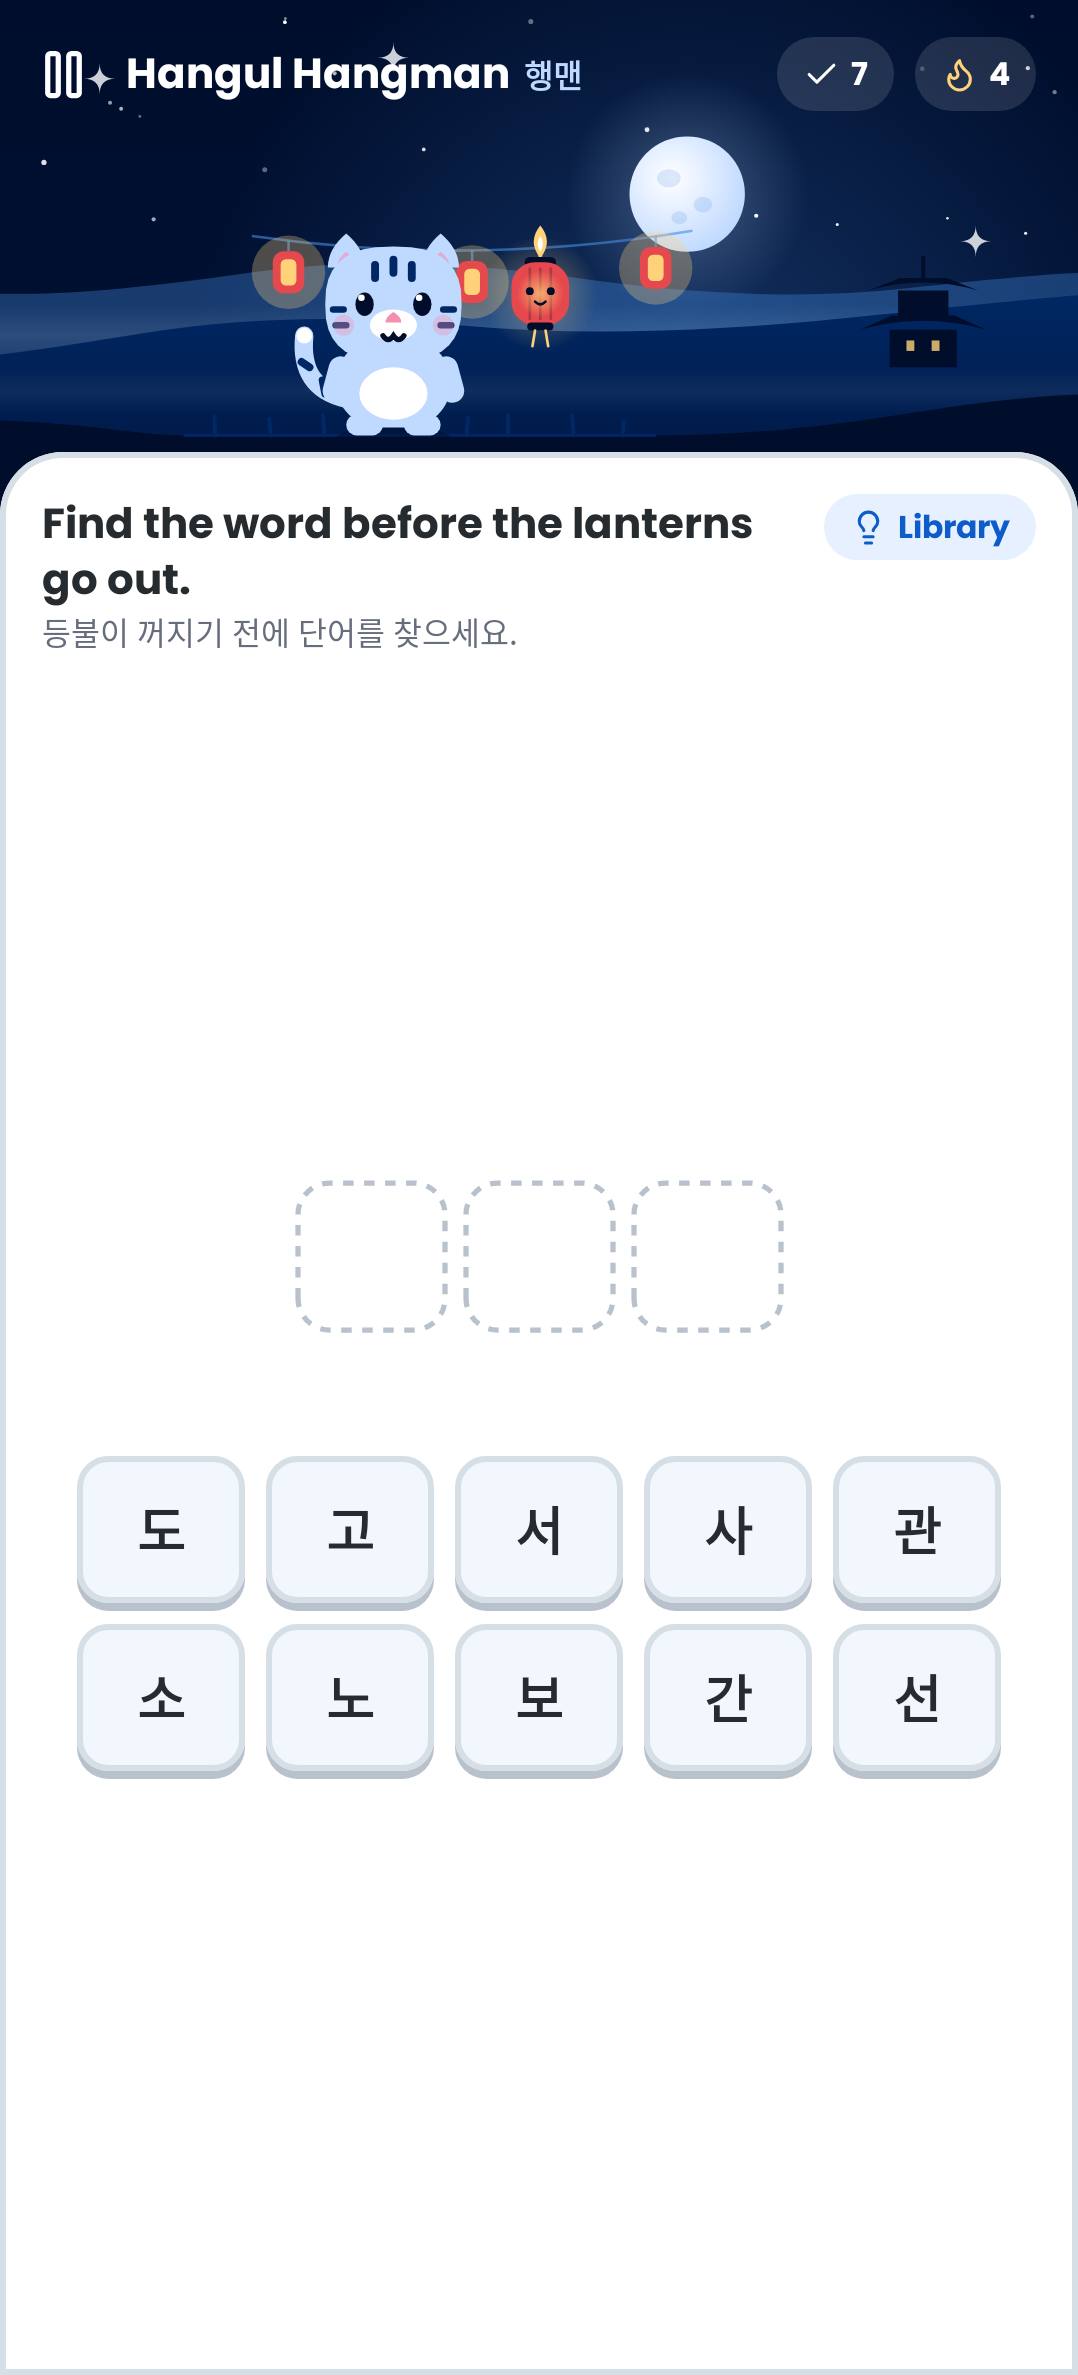 Hangul Hangman 행맨
7
4
Find the word before the lanterns
go out.
Library
등불이 꺼지기 전에 단어를 찾으세요.
도 고 서 사 관
소 노 보 간 선